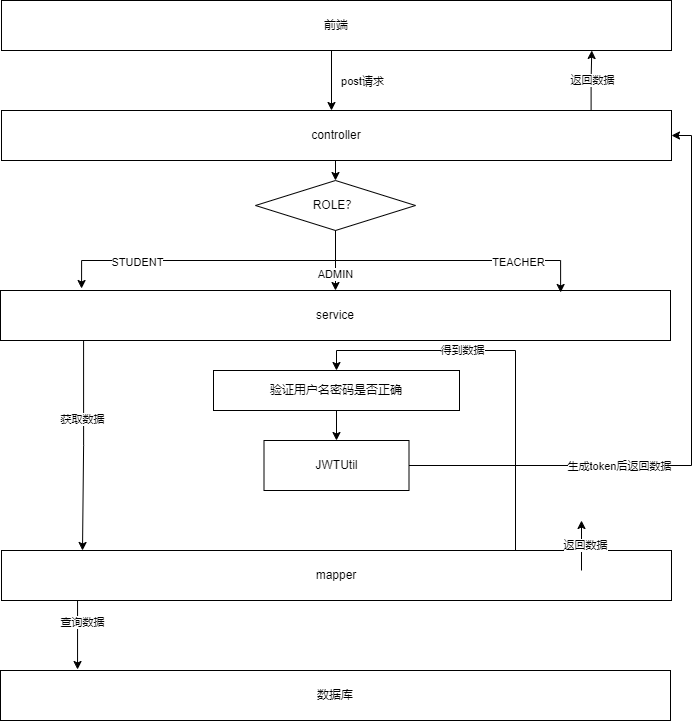 前端
post请求
返回数据
controller
ROLE?
STUDENT
ADMIN
TEACHER
service
得到数据
验证用户名密码是否正确
获取数据
JWTUtil
生成token后返回数据
返回数据
mapper
查询数据
数据库